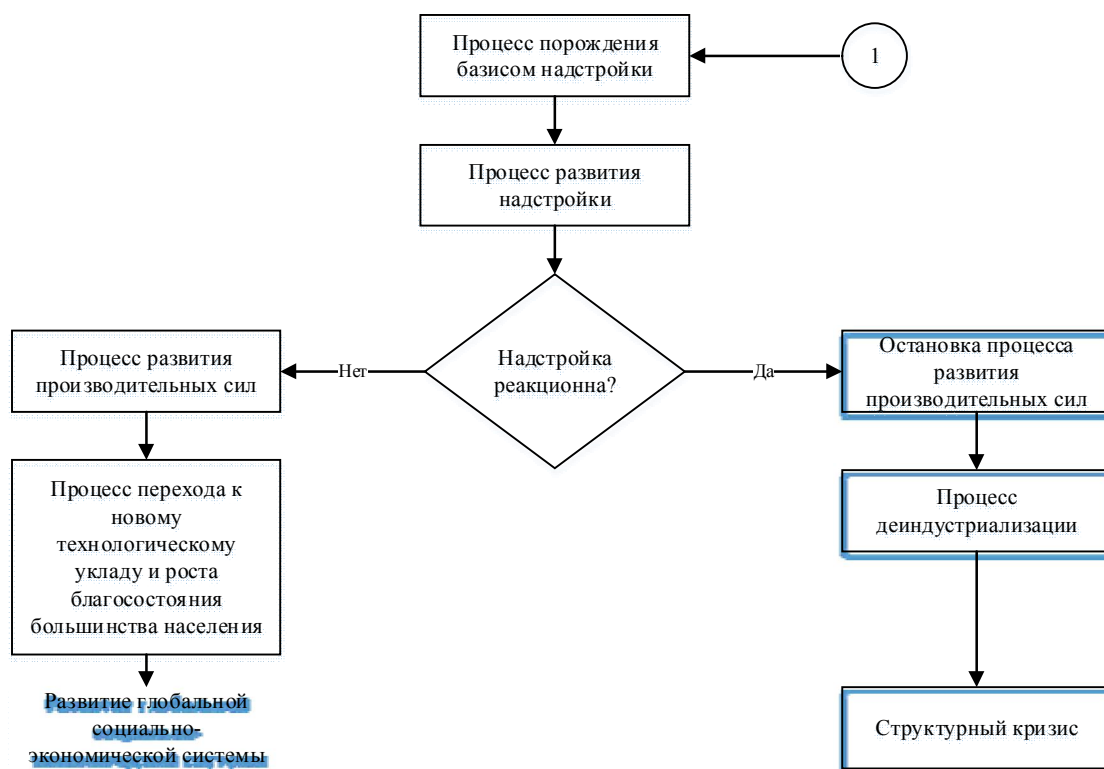 Процесс порождения
базисом надстройки
1
Процесс развития
надстройки
Надстройка
реакционна?
Нет
Да
Процесс развития
производительных сил
Остановка процесса
развития
производительных сил
Процесс перехода к
новому
технологическому
укладу и роста
благосостояния
большинства населения
Процесс
деиндустриализации
Развитие глобальной
социально-
экономической системы
Структурный кризис